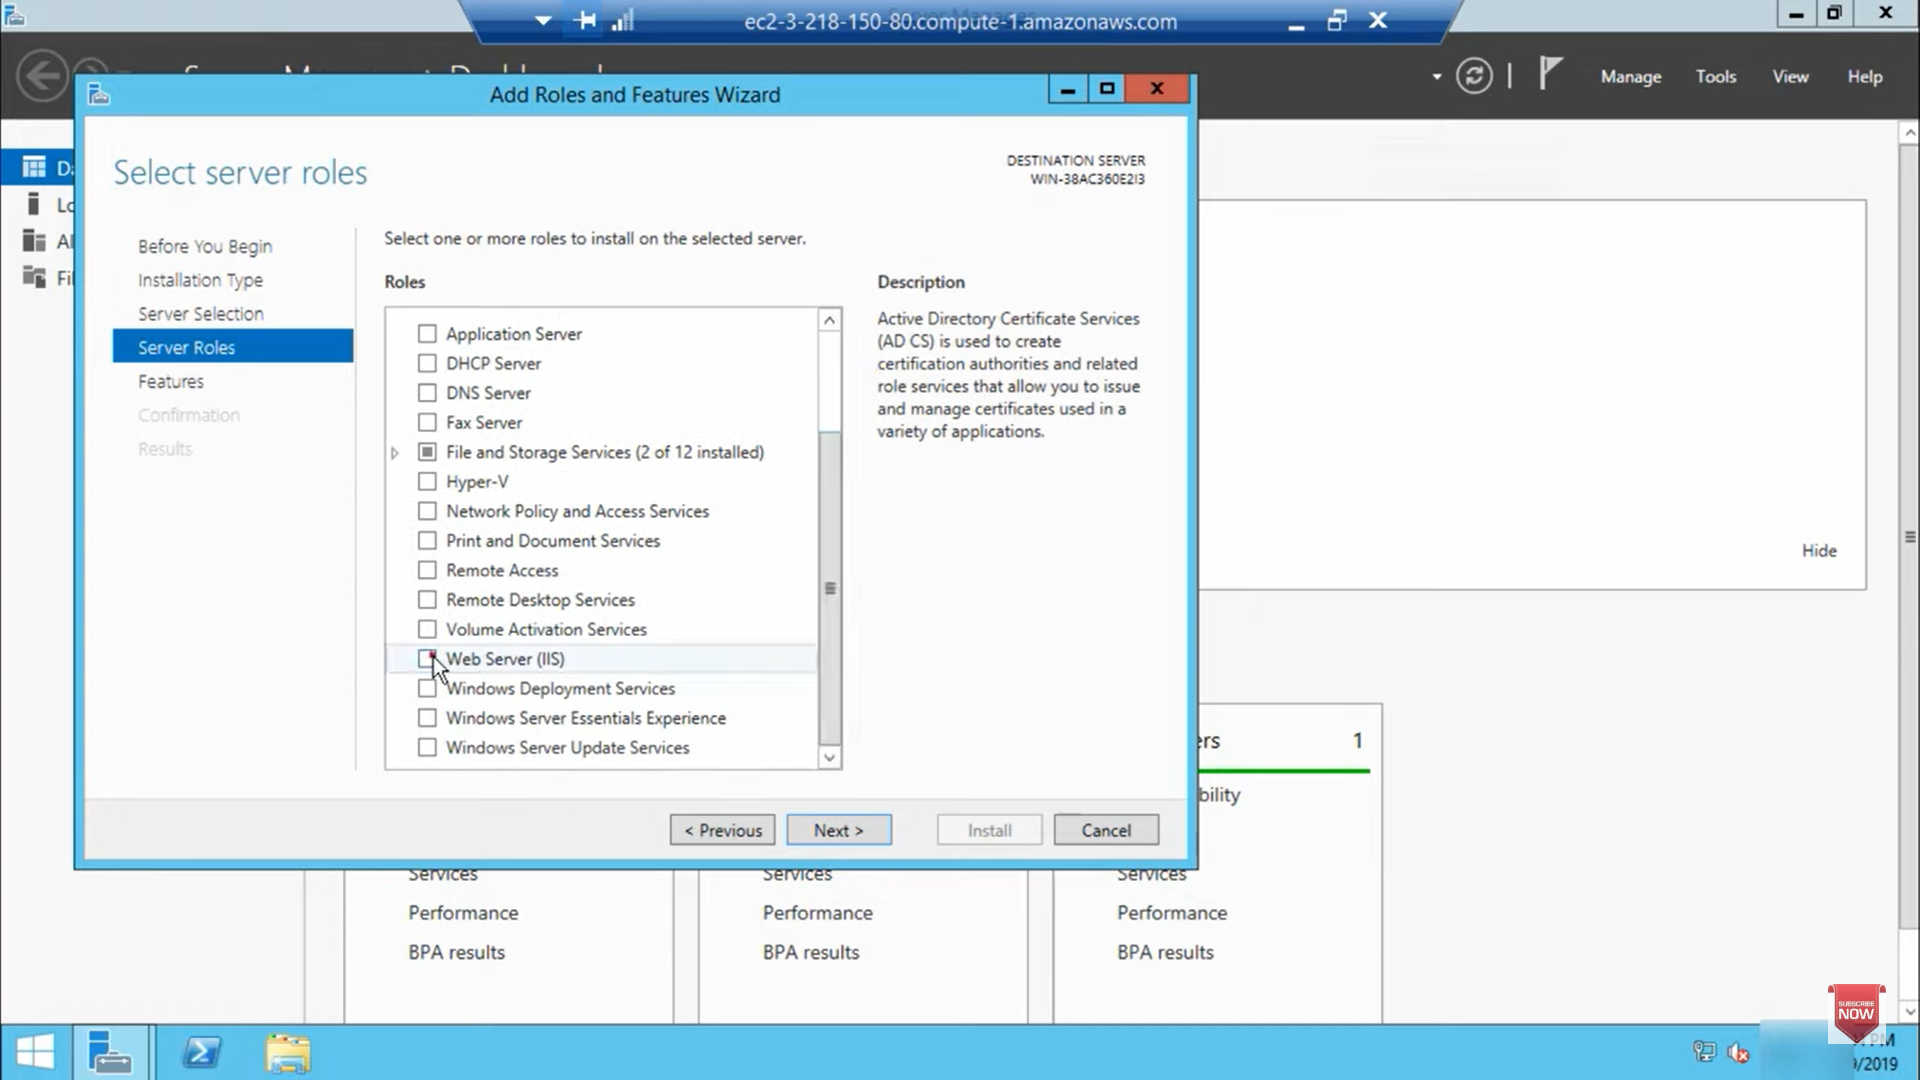 ec2-3-218-150-80.compute-1.amazonaws.com
Manage
Tools
View
Help
Add Roles and Features Wizard
Select server roles
DESTINATION SERVER
WIN-38AC360E2I3
Before You Begin
Installation Type
Server Selection
Server Roles
Features
Confirmation
Results
Select one or more roles to install on the selected server.
Roles
Application Server
DHCP Server
DNS Server
Fax Server
File and Storage Services (2 of 12 installed)
Hyper-V
Network Policy and Access Services
Print and Document Services
Remote Access
Remote Desktop Services
Volume Activation Services
Web Server (IIS)
Windows Deployment Services
Windows Server Essentials Experience
Windows Server Update Services
Description
Active Directory Certificate Services
(AD CS) is used to create
certification authorities and related
role services that allow you to issue
and manage certificates used in a
variety of applications.
< Previous
Next >
Install
Cancel
Hide
1
Services
Performance
BPA results
Services
Performance
BPA results
Services
Performance
BPA results
SUBSCRIBE
NOW
PM
/2019